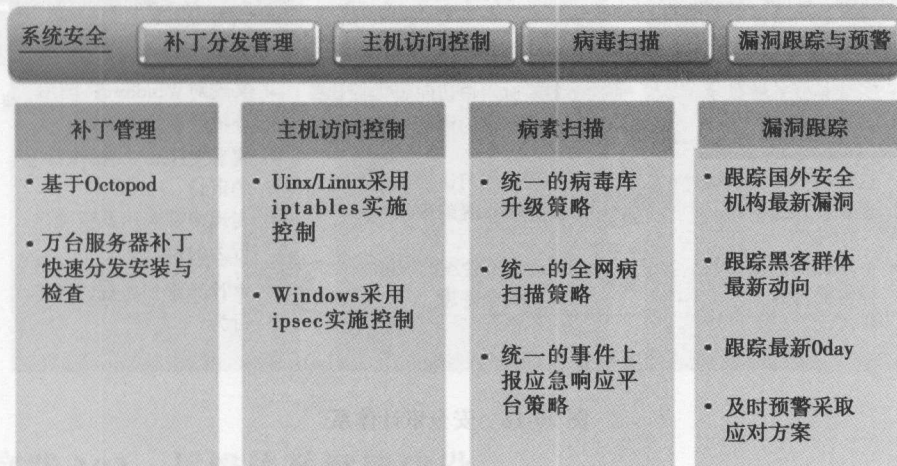 系统安全
补丁分发管理
主机访问控制
病毒扫描
漏洞跟踪与预警
补丁管理
• 基于Octopod
• 万台服务器补丁
快速分发安装与
检查
主机访问控制
• Uinx/Linux采用
iptables实施
控制
• Windows采用
ipsec实施控制
病素扫描
• 统一的病毒库
升级策略
• 统一的全网病
扫描策略
• 统一的事件上
报应急响应平
台策略
漏洞跟踪
• 跟踪国外安全
机构最新漏洞
• 跟踪黑客群体
最新动向
• 跟踪最新0day
• 及时预警采取
应对方案